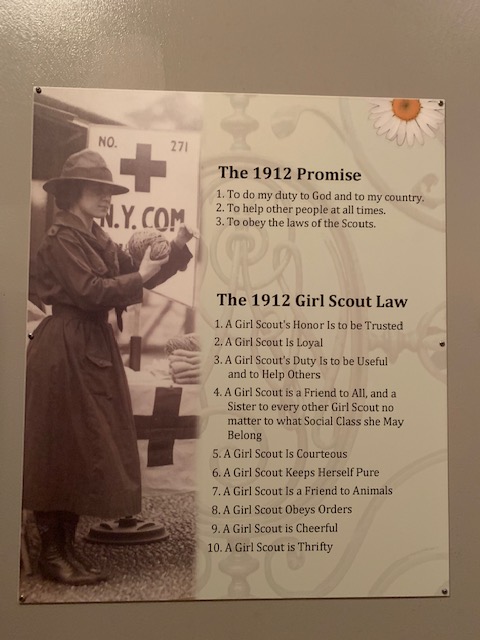 NO. 271
N.Y. COM
The 1912 Promise
1. To do my duty to God and to my country.
2. To help other people at all times.
3. To obey the laws of the Scouts.
The 1912 Girl Scout Law
1. A Girl Scout's Honor Is to be Trusted
2. A Girl Scout Is Loyal
3. A Girl Scout's Duty Is to be Useful
and to Help Others
4. A Girl Scout is a Friend to All, and a
Sister to every other Girl Scout no
matter to what Social Class she May
Belong
5. A Girl Scout Is Courteous
6. A Girl Scout Keeps Herself Pure
7. A Girl Scout Is a Friend to Animals
8. A Girl Scout Obeys Orders
9. A Girl Scout is Cheerful
10. A Girl Scout is Thrifty